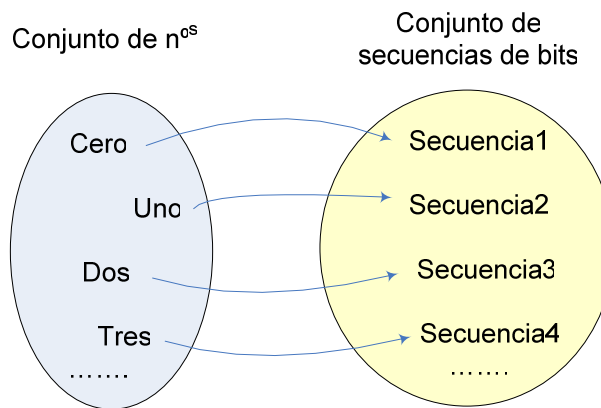 Conjunto de nºˢ
Conjunto de
secuencias de bits
Cero
Secuencia1
Uno
Secuencia2
Dos
Secuencia3
Tres
Secuencia4
.......
.......